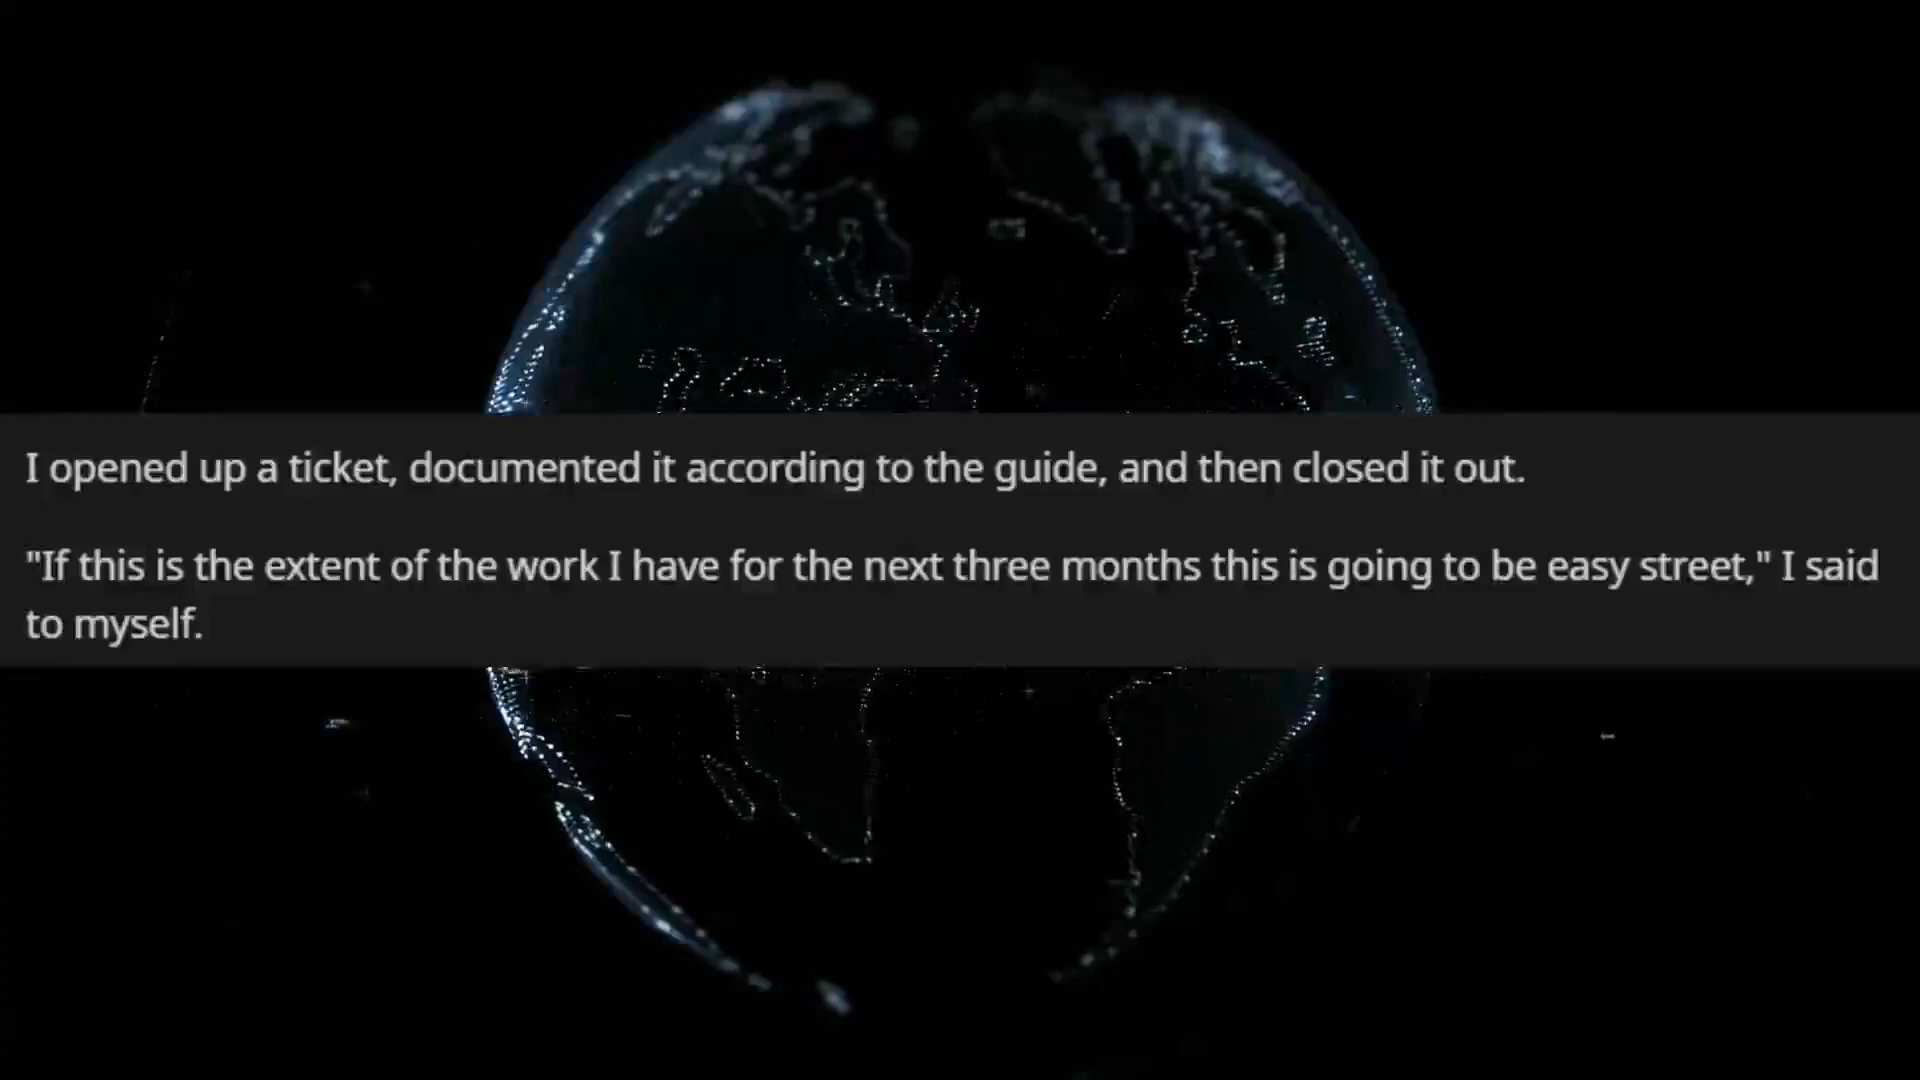 I opened up a ticket, documented it according to the guide, and then closed it out.
"If this is the extent of the work I have for the next three months this is going to be easy street," I said
to myself.